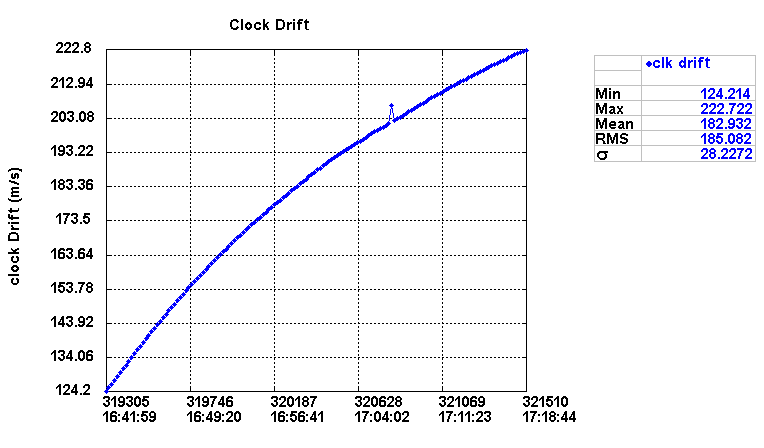 Clock Drift
222.8
212.94
203.08
193.22
183.36
173.5
163.64
153.78
143.92
134.06
124.2
clock Drift (m/s)
319305 319746 320187 320628 321069 321510
16:41:59 16:49:20 16:56:41 17:04:02 17:11:23 17:18:44
clk drift
Min 124.214
Max 222.722
Mean 182.932
RMS 185.082
σ 28.2272